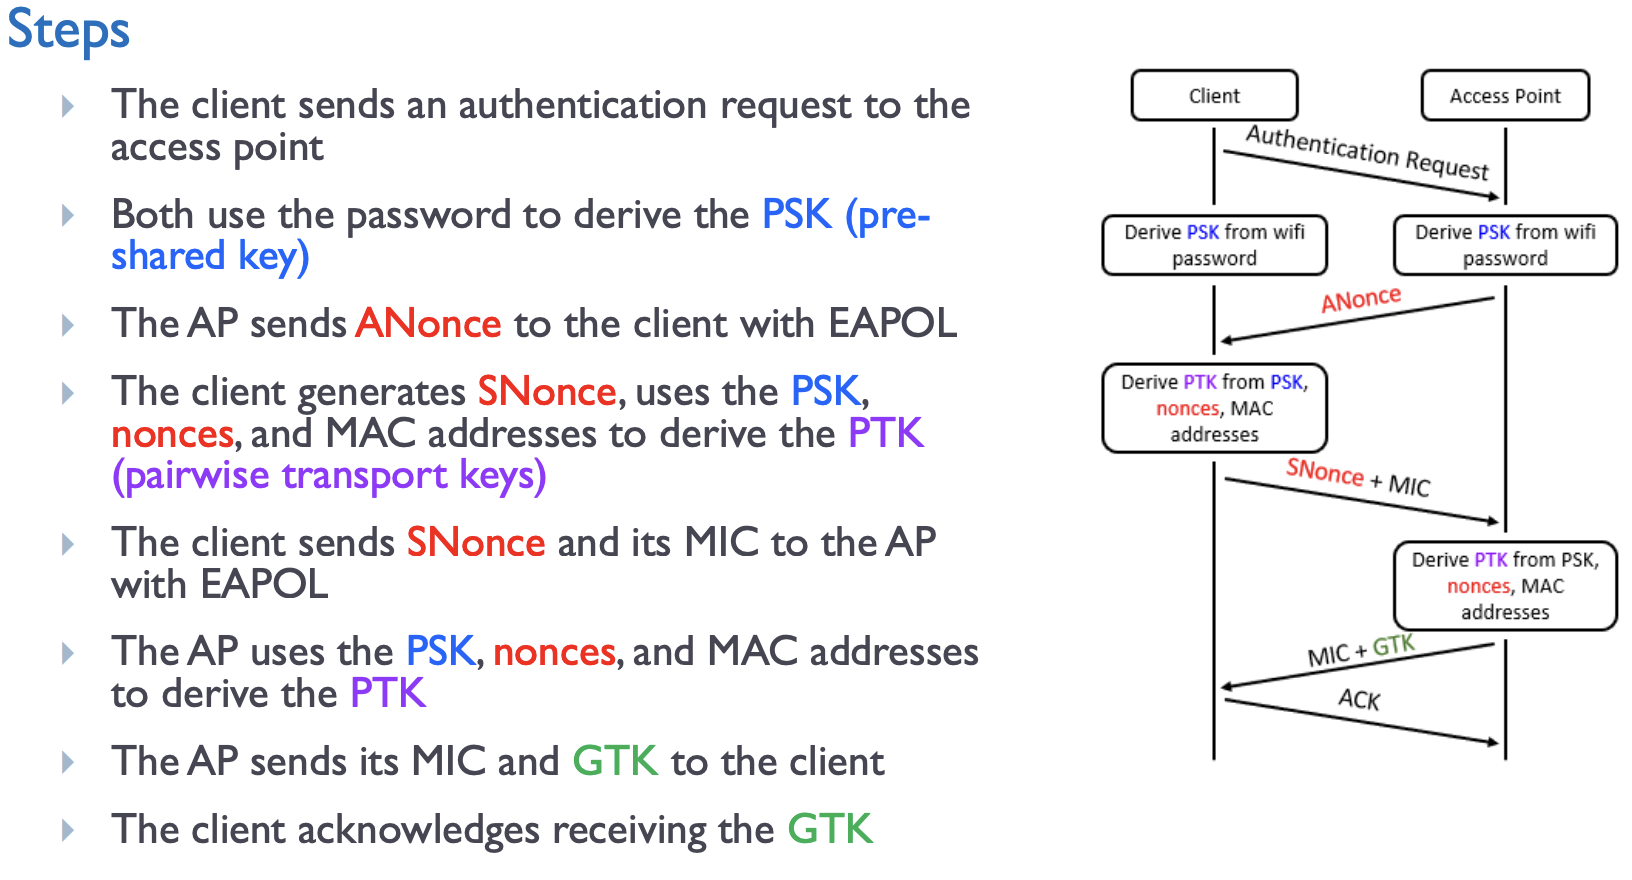 Steps
The client sends an authentication request to the
access point
Both use the password to derive the PSK (pre-
shared key)
The AP sends ANonce to the client with EAPOL
The client generates SNonce, uses the PSK,
nonces, and MAC addresses to derive the PTK
(pairwise transport keys)
The client sends SNonce and its MIC to the AP
with EAPOL
The AP uses the PSK, nonces, and MAC addresses
to derive the PTK
The AP sends its MIC and GTK to the client
The client acknowledges receiving the GTK
Client
Access Point
Authentication Request
Derive PSK from wifi
password
Derive PSK from wifi
password
ANonce
Derive PTK from PSK,
nonces, MAC
addresses
SNonce + MIC
Derive PTK from PSK,
nonces, MAC
addresses
MIC + GTK
ACK